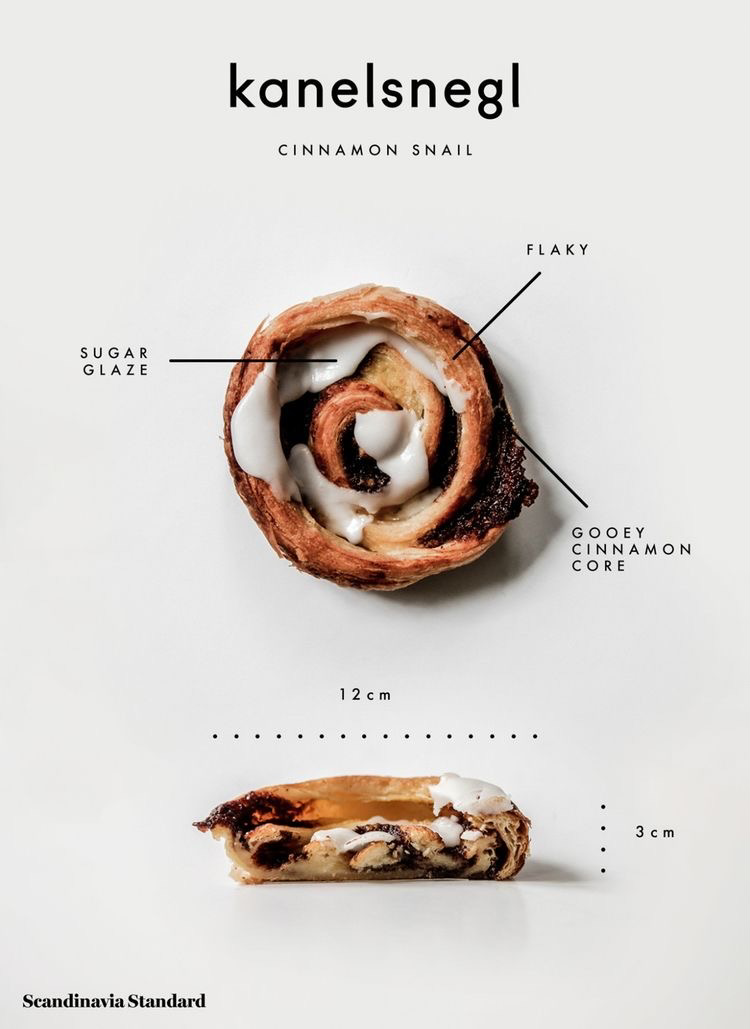 kanelsnegl
CINNAMON SNAIL
FLAKY
SUGAR
GLAZE
GOOEY
CINNAMON
CORE
12cm
3cm
Scandinavia Standard